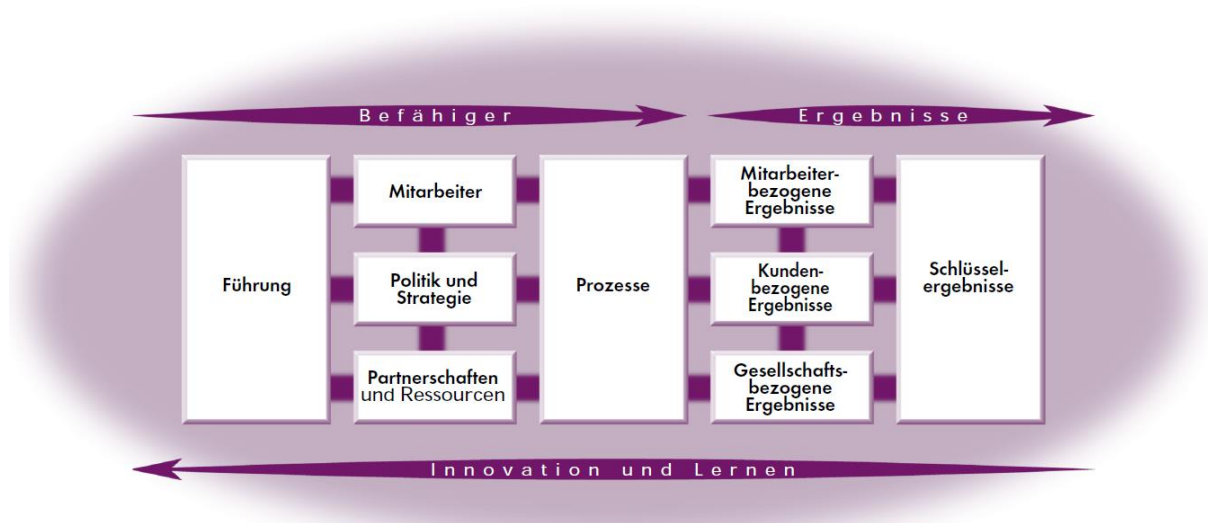 Befähiger
Ergebnisse
Führung
Mitarbeiter
Politik und
Strategie
Partnerschaften
und Ressourcen
Prozesse
Mitarbeiter-
bezogene
Ergebnisse
Kunden-
bezogene
Ergebnisse
Gesellschafts-
bezogene
Ergebnisse
Schlüssel-
ergebnisse
Innovation und Lernen